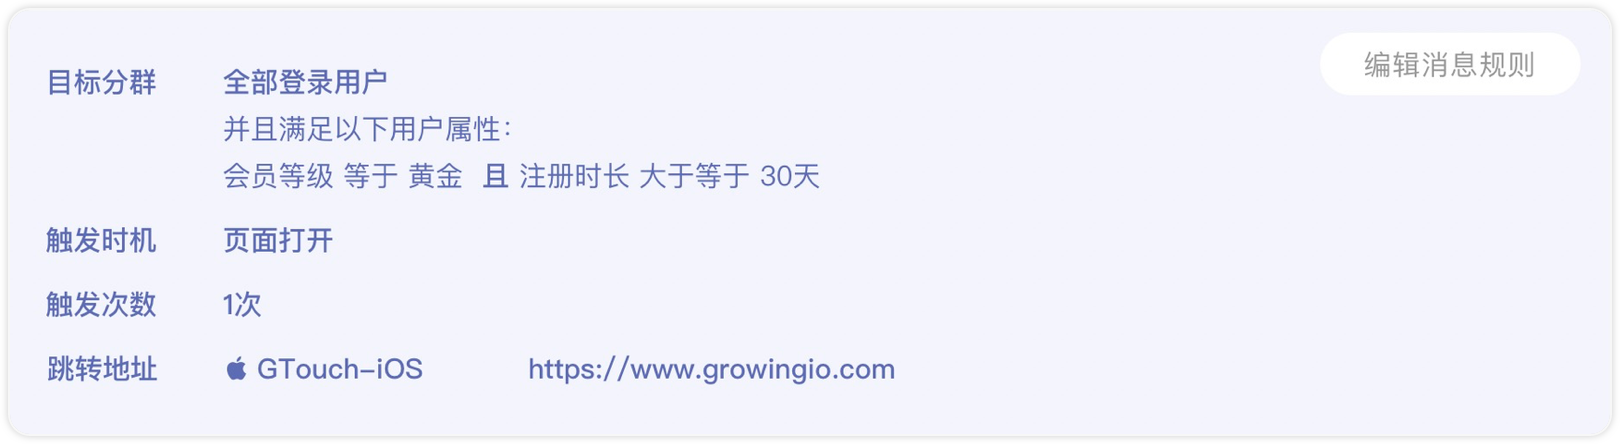 编辑消息规则
目标分群 全部登录用户
并且满足以下用户属性：
会员等级 等于 黄金 且 注册时长 大于等于 30天
触发时机 页面打开
触发次数 1次
跳转地址 GTouch-iOS https://www.growingio.com